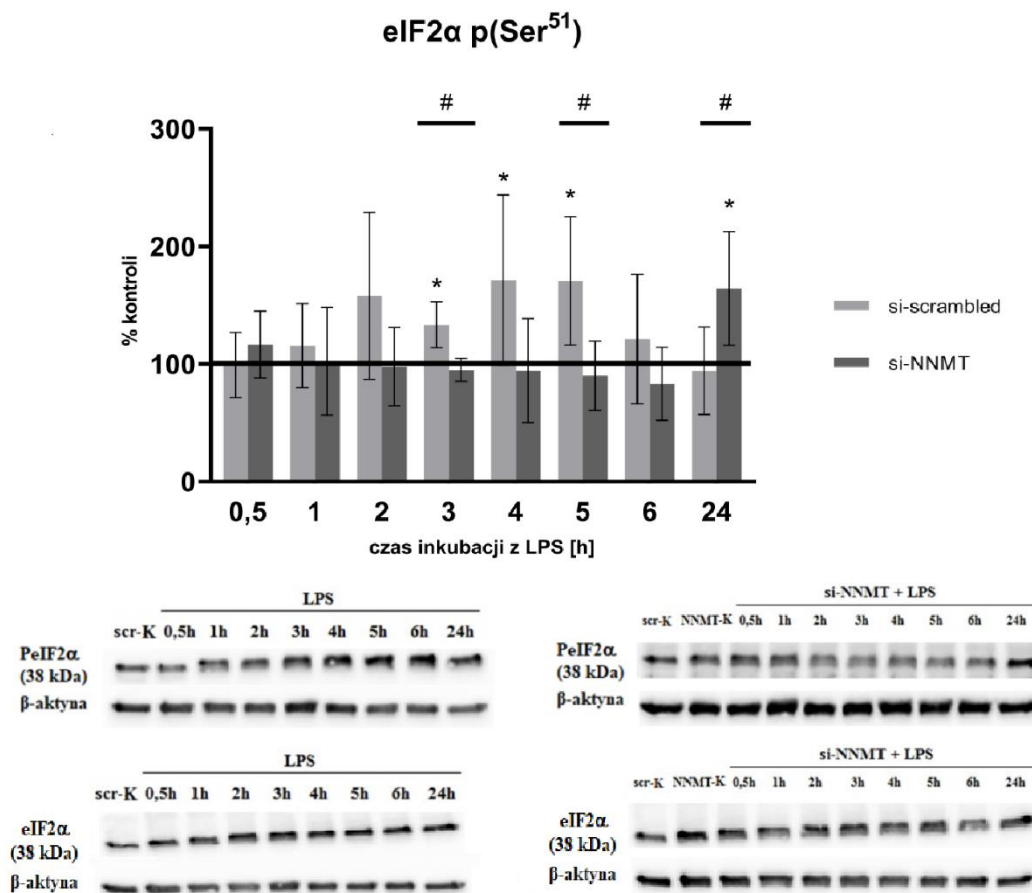 eIF2α p(Ser⁵¹)
# # #
300
200
100
0
% kontroli
* * * *
0,5 1 2 3 4 5 6 24
czas inkubacji z LPS [h]
si-scrambled
si-NNMT
LPS
scr-K 0,5h 1h 2h 3h 4h 5h 6h 24h
PeIF2α
(38 kDa)
β-aktyna
si-NNMT + LPS
scr-K NNMT-K 0,5h 1h 2h 3h 4h 5h 6h 24h
PeIF2α
(38 kDa)
β-aktyna
LPS
scr-K 0,5h 1h 2h 3h 4h 5h 6h 24h
eIF2α
(38 kDa)
β-aktyna
si-NNMT + LPS
scr-K NNMT-K 0,5h 1h 2h 3h 4h 5h 6h 24h
eIF2α
(38 kDa)
β-aktyna